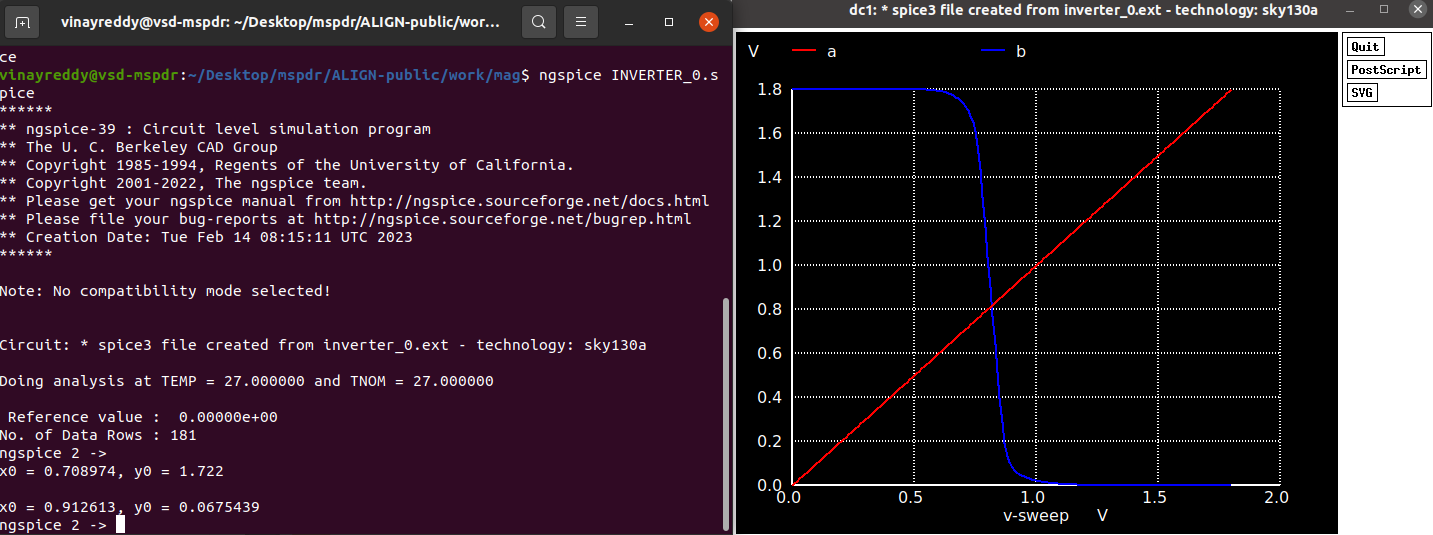 vinayreddy@vsd-mspdr: ~/Desktop/mspdr/ALIGN-public/wor...
ce
vinayreddy@vsd-mspdr:~/Desktop/mspdr/ALIGN-public/work/mag$ ngspice INVERTER_0.s
pice
******
** ngspice-39 : Circuit level simulation program
** The U. C. Berkeley CAD Group
** Copyright 1985-1994, Regents of the University of California.
** Copyright 2001-2022, The ngspice team.
** Please get your ngspice manual from http://ngspice.sourceforge.net/docs.html
** Please file your bug-reports at http://ngspice.sourceforge.net/bugrep.html
** Creation Date: Tue Feb 14 08:15:11 UTC 2023
******
Note: No compatibility mode selected!
Circuit: * spice3 file created from inverter_0.ext - technology: sky130a
Doing analysis at TEMP = 27.000000 and TNOM = 27.000000
Reference value :  0.00000e+00
No. of Data Rows : 181
ngspice 2 ->
x0 = 0.708974, y0 = 1.722
x0 = 0.912613, y0 = 0.0675439
ngspice 2 ->
dc1: * spice3 file created from inverter_0.ext - technology: sky130a
V a b
1.8
1.6
1.4
1.2
1.0
0.8
0.6
0.4
0.2
0.0
0.0 0.5 1.0 1.5 2.0
v-sweep V
Quit
PostScript
SVG